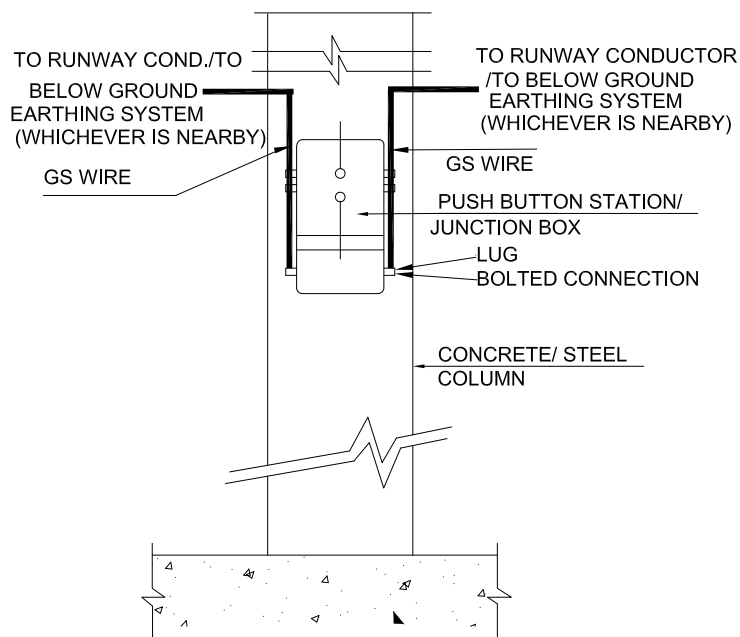 TO RUNWAY COND./TO
BELOW GROUND
EARTHING SYSTEM
(WHICHEVER IS NEARBY)
GS WIRE
TO RUNWAY CONDUCTOR
/TO BELOW GROUND
EARTHING SYSTEM
(WHICHEVER IS NEARBY)
GS WIRE
PUSH BUTTON STATION/
JUNCTION BOX
LUG
BOLTED CONNECTION
CONCRETE/ STEEL
COLUMN